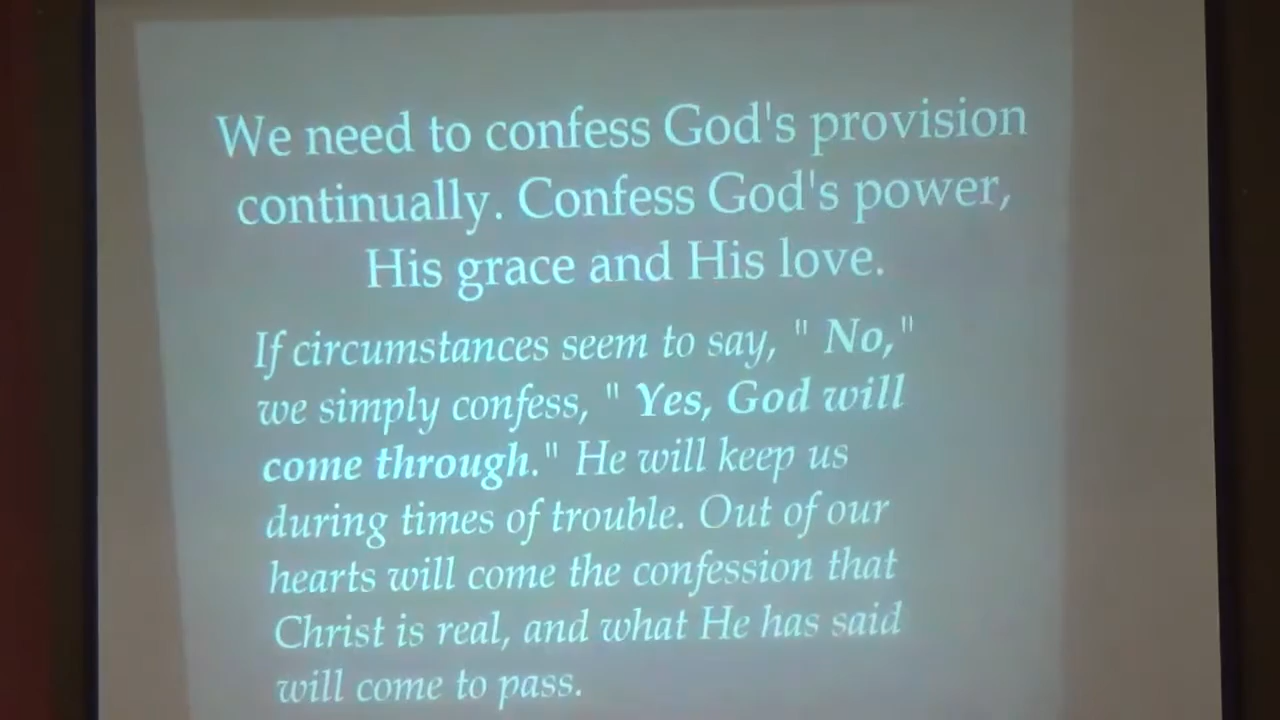 We need to confess God's provision
continually. Confess God's power,
His grace and His love.
If circumstances seem to say, " No,"
we simply confess, " Yes, God will
come through." He will keep us
during times of trouble. Out of our
hearts will come the confession that
Christ is real, and what He has said
will come to pass.